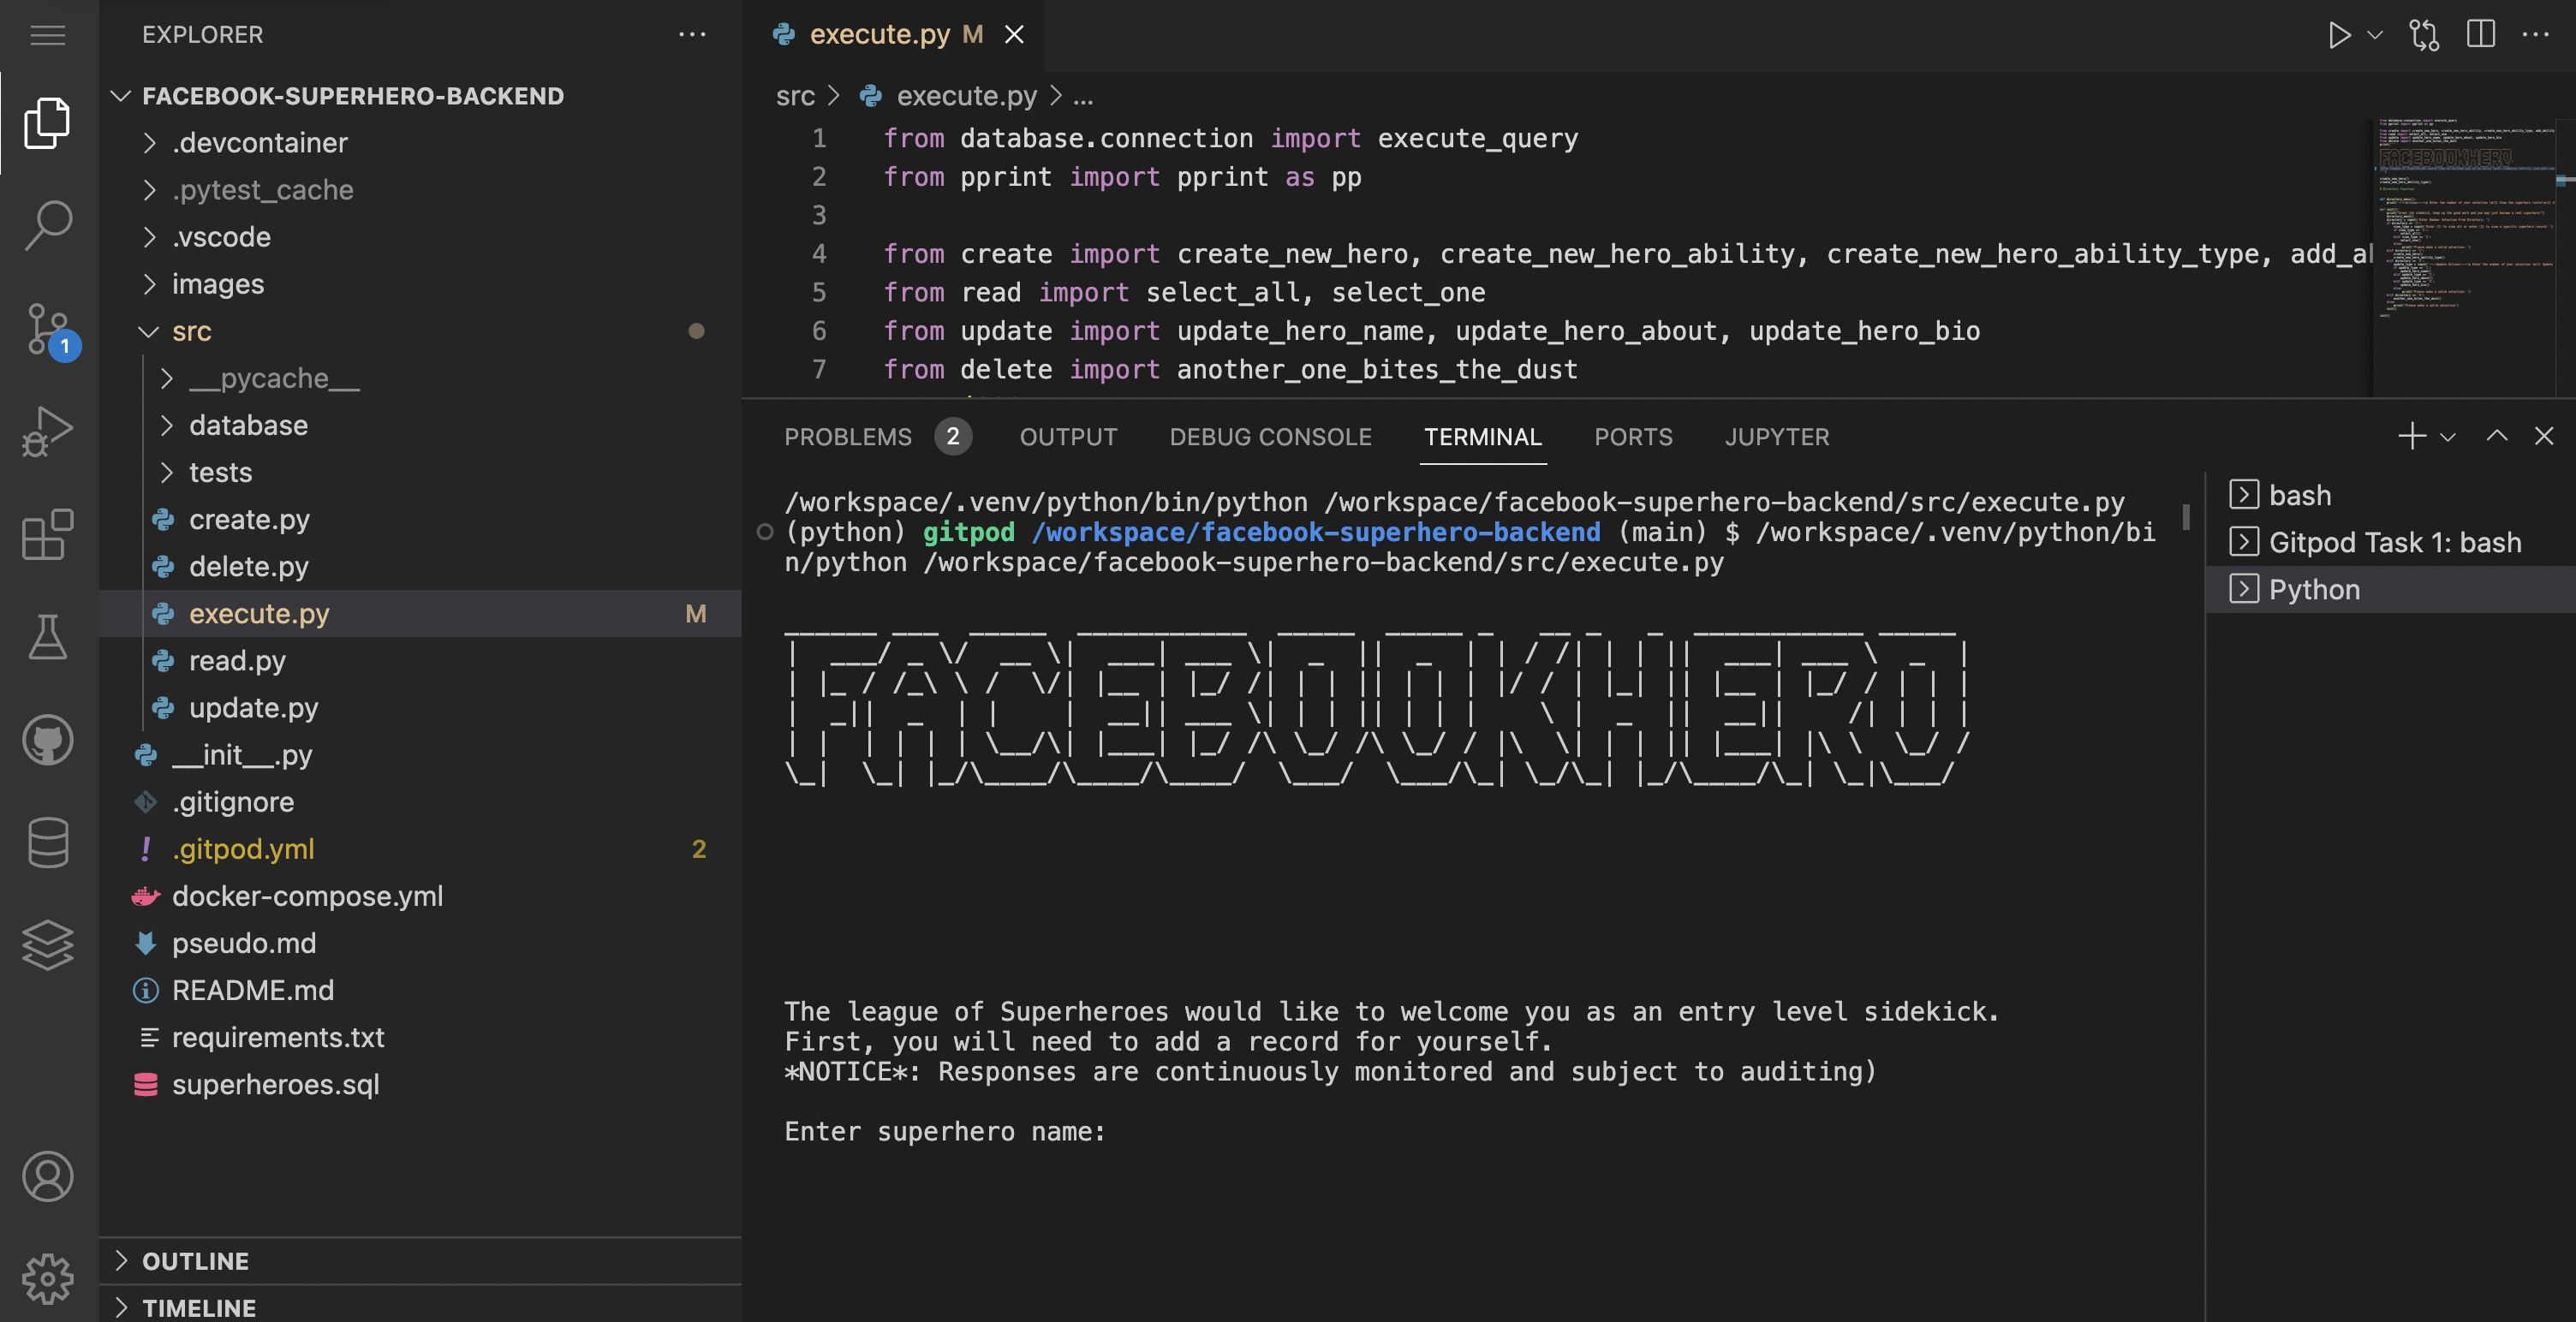 EXPLORER
FACEBOOK-SUPERHERO-BACKEND
.devcontainer
.pytest_cache
.vscode
images
src
__pycache__
database
tests
create.py
delete.py
execute.py M
read.py
update.py
__init__.py
.gitignore
.gitpod.yml 2
docker-compose.yml
pseudo.md
README.md
requirements.txt
superheroes.sql
OUTLINE
TIMELINE
1
execute.py M
src > execute.py > ...
1 from database.connection import execute_query
2 from pprint import pprint as pp
3
4 from create import create_new_hero, create_new_hero_ability, create_new_hero_ability_type, add_al
5 from read import select_all, select_one
6 from update import update_hero_name, update_hero_about, update_hero_bio
7 from delete import another_one_bites_the_dust
PROBLEMS 2 OUTPUT DEBUG CONSOLE TERMINAL PORTS JUPYTER
/workspace/.venv/python/bin/python /workspace/facebook-superhero-backend/src/execute.py
(python) gitpod /workspace/facebook-superhero-backend (main) $ /workspace/.venv/python/bi
n/python /workspace/facebook-superhero-backend/src/execute.py
FACEBOOKHERO
The league of Superheroes would like to welcome you as an entry level sidekick.
First, you will need to add a record for yourself.
*NOTICE*: Responses are continuously monitored and subject to auditing)
Enter superhero name:
bash
Gitpod Task 1: bash
Python